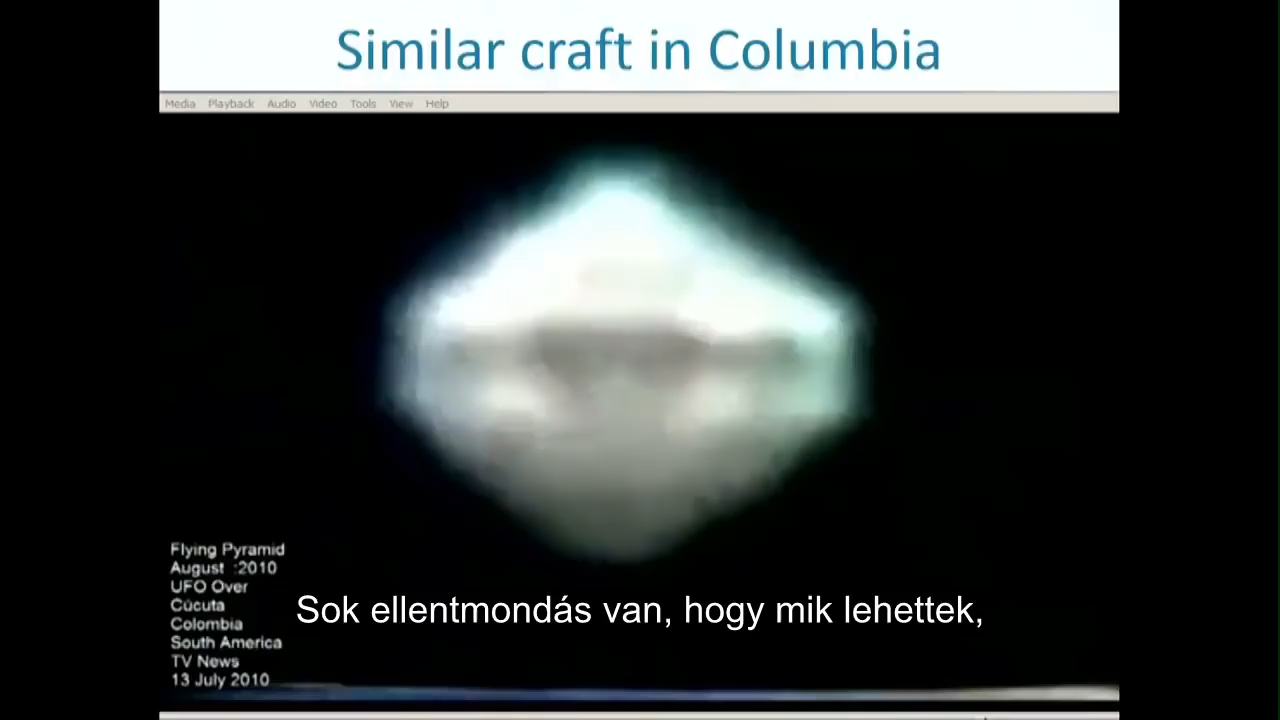 Similar craft in Columbia
Media Playback Audio Video Tools View Help
Flying Pyramid
August :2010
UFO Over
Cúcuta
Colombia
South America
TV News
13 July 2010
Sok ellentmondás van, hogy mik lehettek,